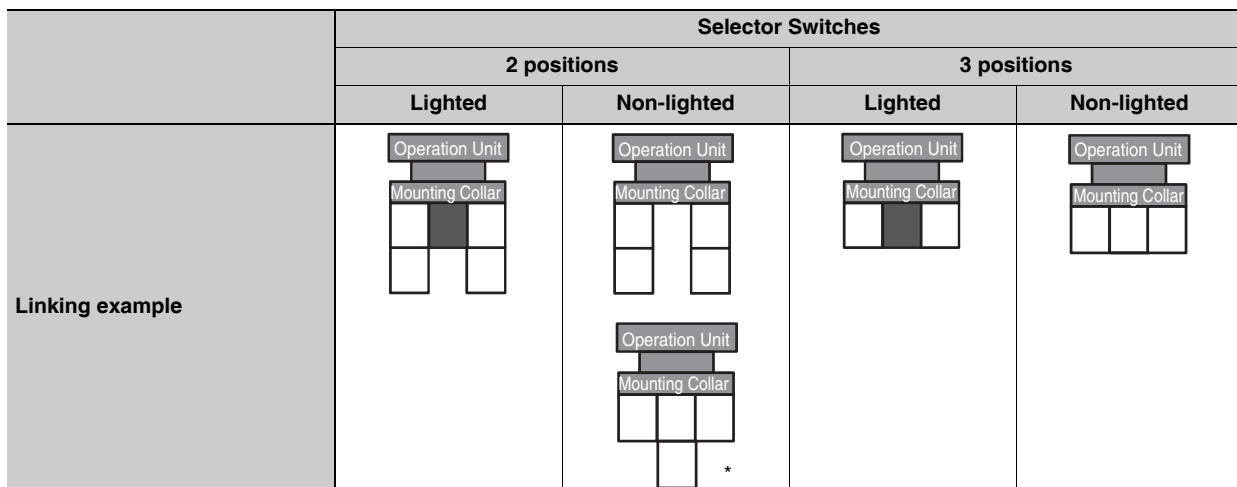 Selector Switches
2 positions
3 positions
Lighted
Non-lighted
Lighted
Non-lighted
Linking example
Operation Unit
Mounting Collar
Operation Unit
Mounting Collar
Operation Unit
Mounting Collar
Operation Unit
Mounting Collar
Operation Unit
Mounting Collar
*